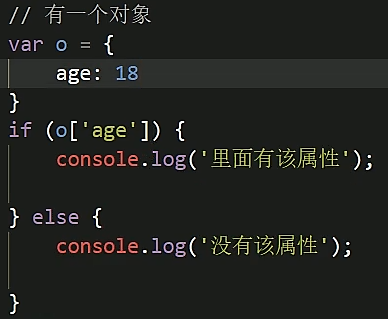 // 有一个对象
var o = {
    age: 18
}
if (o['age']) {
    console.log('里面有该属性');
} else {
    console.log('没有该属性');
}